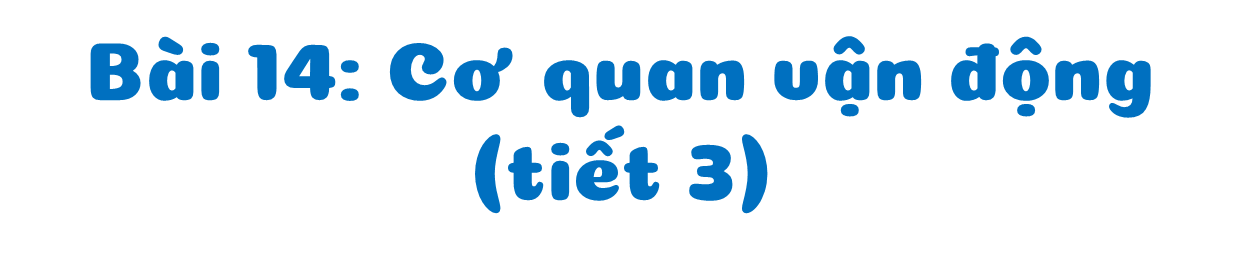 Bài 14: Cơ quan vận động
(tiết 3)